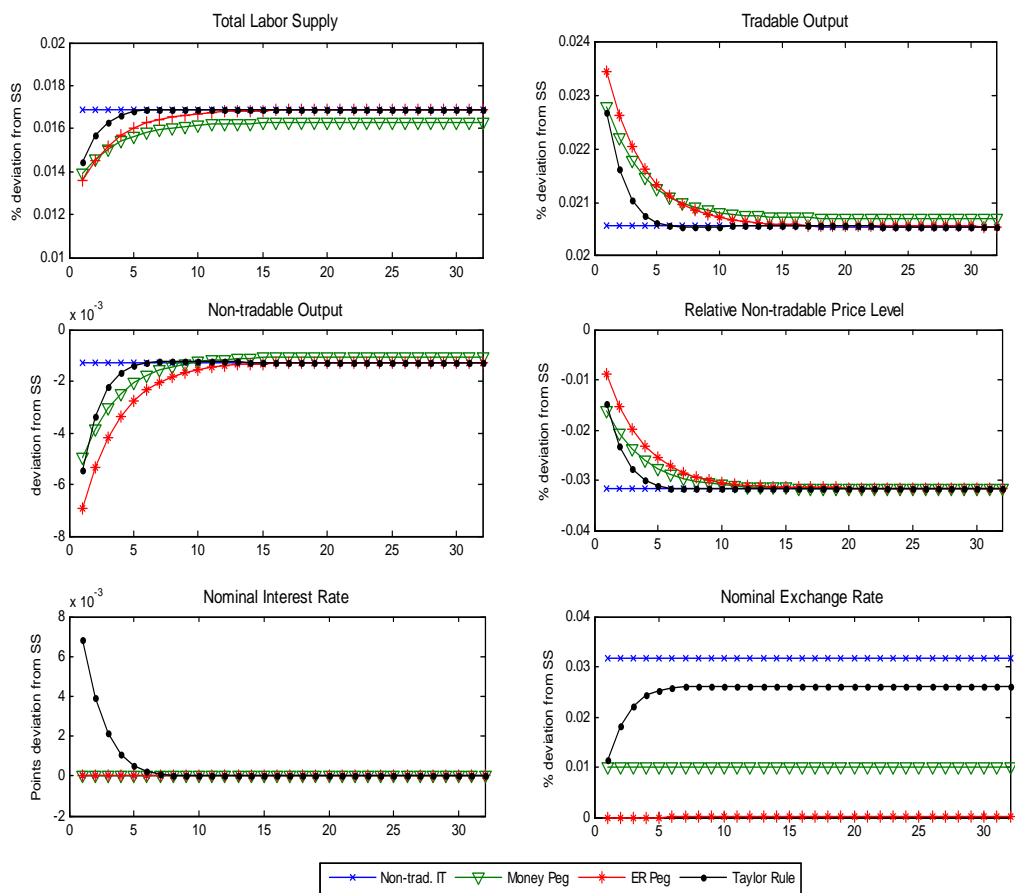 Total Labor Supply
% deviation from SS
0.02
0.018
0.016
0.014
0.012
0.01
0 5 10 15 20 25 30
Tradable Output
% deviation from SS
0.024
0.023
0.022
0.021
0.02
0 5 10 15 20 25 30
Non-tradable Output
x 10⁻³
deviation from SS
0
-2
-4
-6
-8
0 5 10 15 20 25 30
Relative Non-tradable Price Level
% deviation from SS
0
-0.01
-0.02
-0.03
-0.04
0 5 10 15 20 25 30
Nominal Interest Rate
x 10⁻³
Points deviation from SS
8
6
4
2
0
-2
0 5 10 15 20 25 30
Nominal Exchange Rate
% deviation from SS
0.04
0.03
0.02
0.01
0
0 5 10 15 20 25 30
Non-trad. IT Money Peg ER Peg Taylor Rule